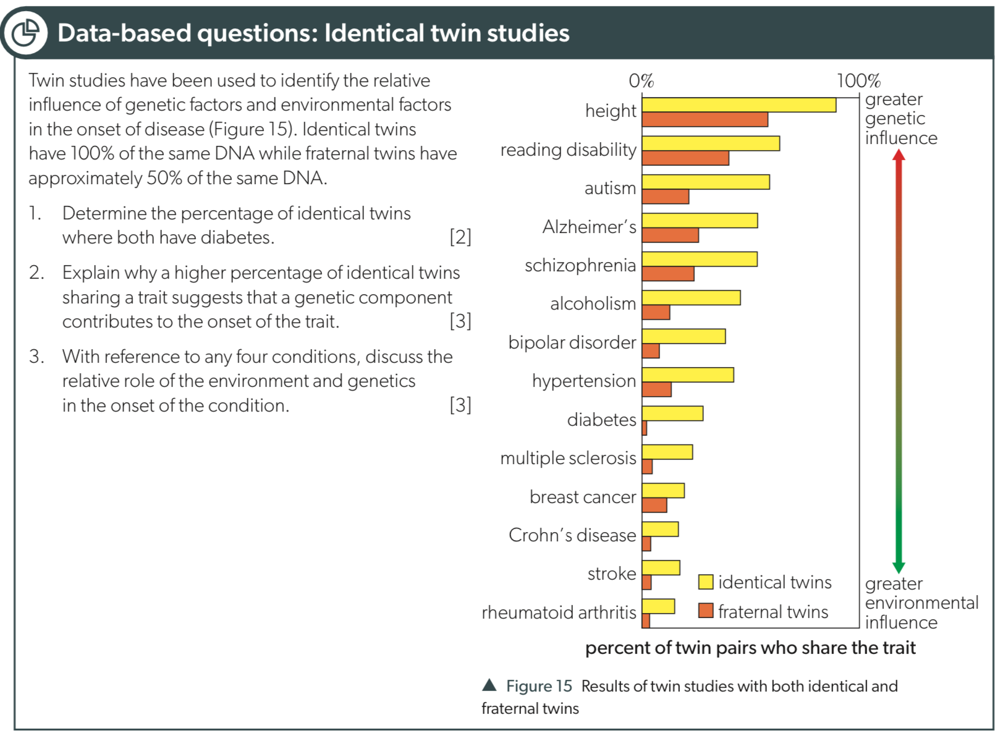 Data-based questions: Identical twin studies
Twin studies have been used to identify the relative
influence of genetic factors and environmental factors
in the onset of disease (Figure 15). Identical twins
have 100% of the same DNA while fraternal twins have
approximately 50% of the same DNA.
1. Determine the percentage of identical twins
where both have diabetes. [2]
2. Explain why a higher percentage of identical twins
sharing a trait suggests that a genetic component
contributes to the onset of the trait. [3]
3. With reference to any four conditions, discuss the
relative role of the environment and genetics
in the onset of the condition. [3]
0% 100%
height
reading disability
autism
Alzheimer's
schizophrenia
alcoholism
bipolar disorder
hypertension
diabetes
multiple sclerosis
breast cancer
Crohn's disease
stroke
rheumatoid arthritis
greater
genetic
influence
greater
environmental
influence
identical twins
fraternal twins
percent of twin pairs who share the trait
▲ Figure 15 Results of twin studies with both identical and
fraternal twins